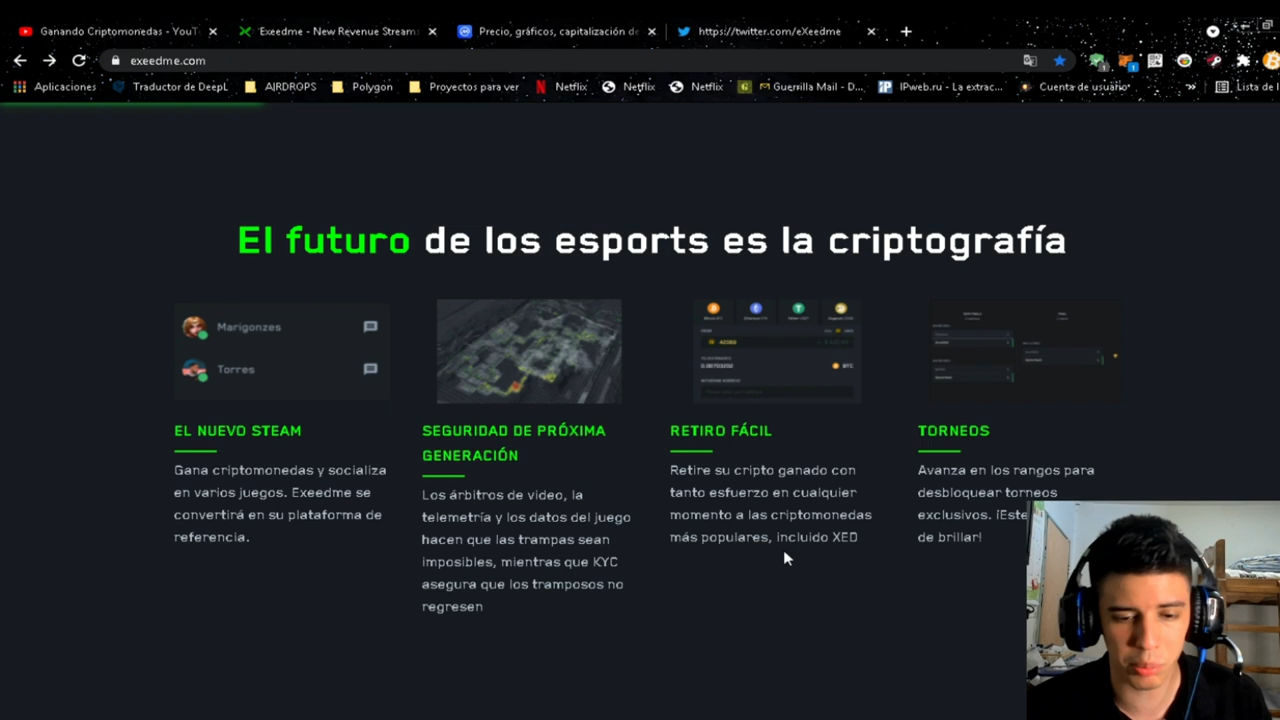 Ganando Criptomonedas - YouT
Exeedme - New Revenue Stream
Precio, gráficos, capitalización de
https://twitter.com/eXeedme
exeedme.com
Aplicaciones
Traductor de DeepL
AIRDROPS
Polygon
Proyectos para ver
Netflix
Netflix
Netflix
Guerrilla Mail - D...
IPweb.ru - La extrac...
Cuenta de usuario
Lista de l
El futuro de los esports es la criptografía
Marigonzes
Torres
EL NUEVO STEAM
Gana criptomonedas y socializa
en varios juegos. Exeedme se
convertirá en su plataforma de
referencia.
SEGURIDAD DE PRÓXIMA
GENERACIÓN
Los árbitros de video, la
telemetría y los datos del juego
hacen que las trampas sean
imposibles, mientras que KYC
asegura que los tramposos no
regresen
RETIRO FÁCIL
Retire su cripto ganado con
tanto esfuerzo en cualquier
momento a las criptomonedas
más populares, incluido XED
TORNEOS
Avanza en los rangos para
desbloquear torneos
exclusivos. ¡Este
de brillar!